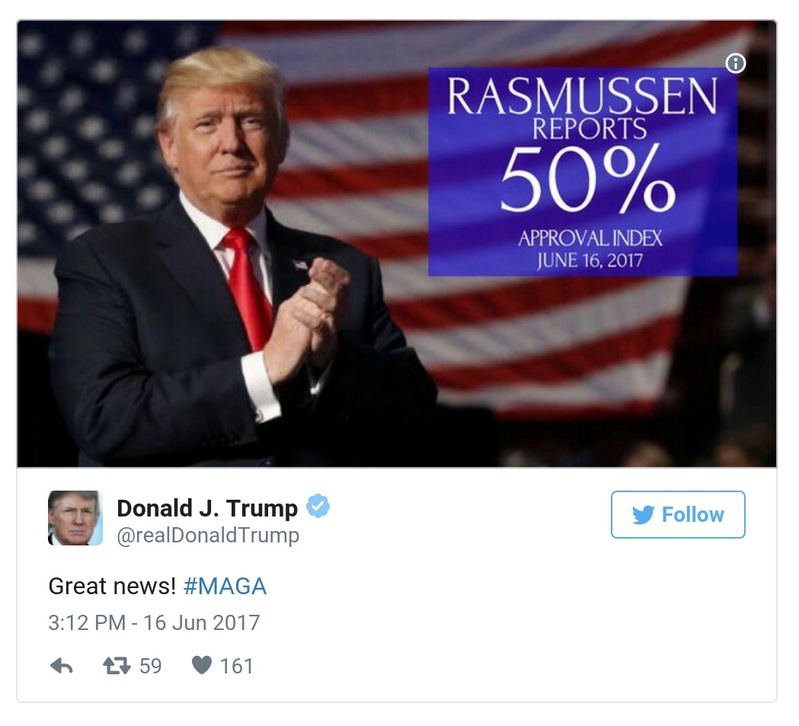 RASMUSSEN
REPORTS
50%
APPROVAL INDEX
JUNE 16, 2017
Donald J. Trump
@realDonaldTrump
Follow
Great news! #MAGA
3:12 PM - 16 Jun 2017
59 161